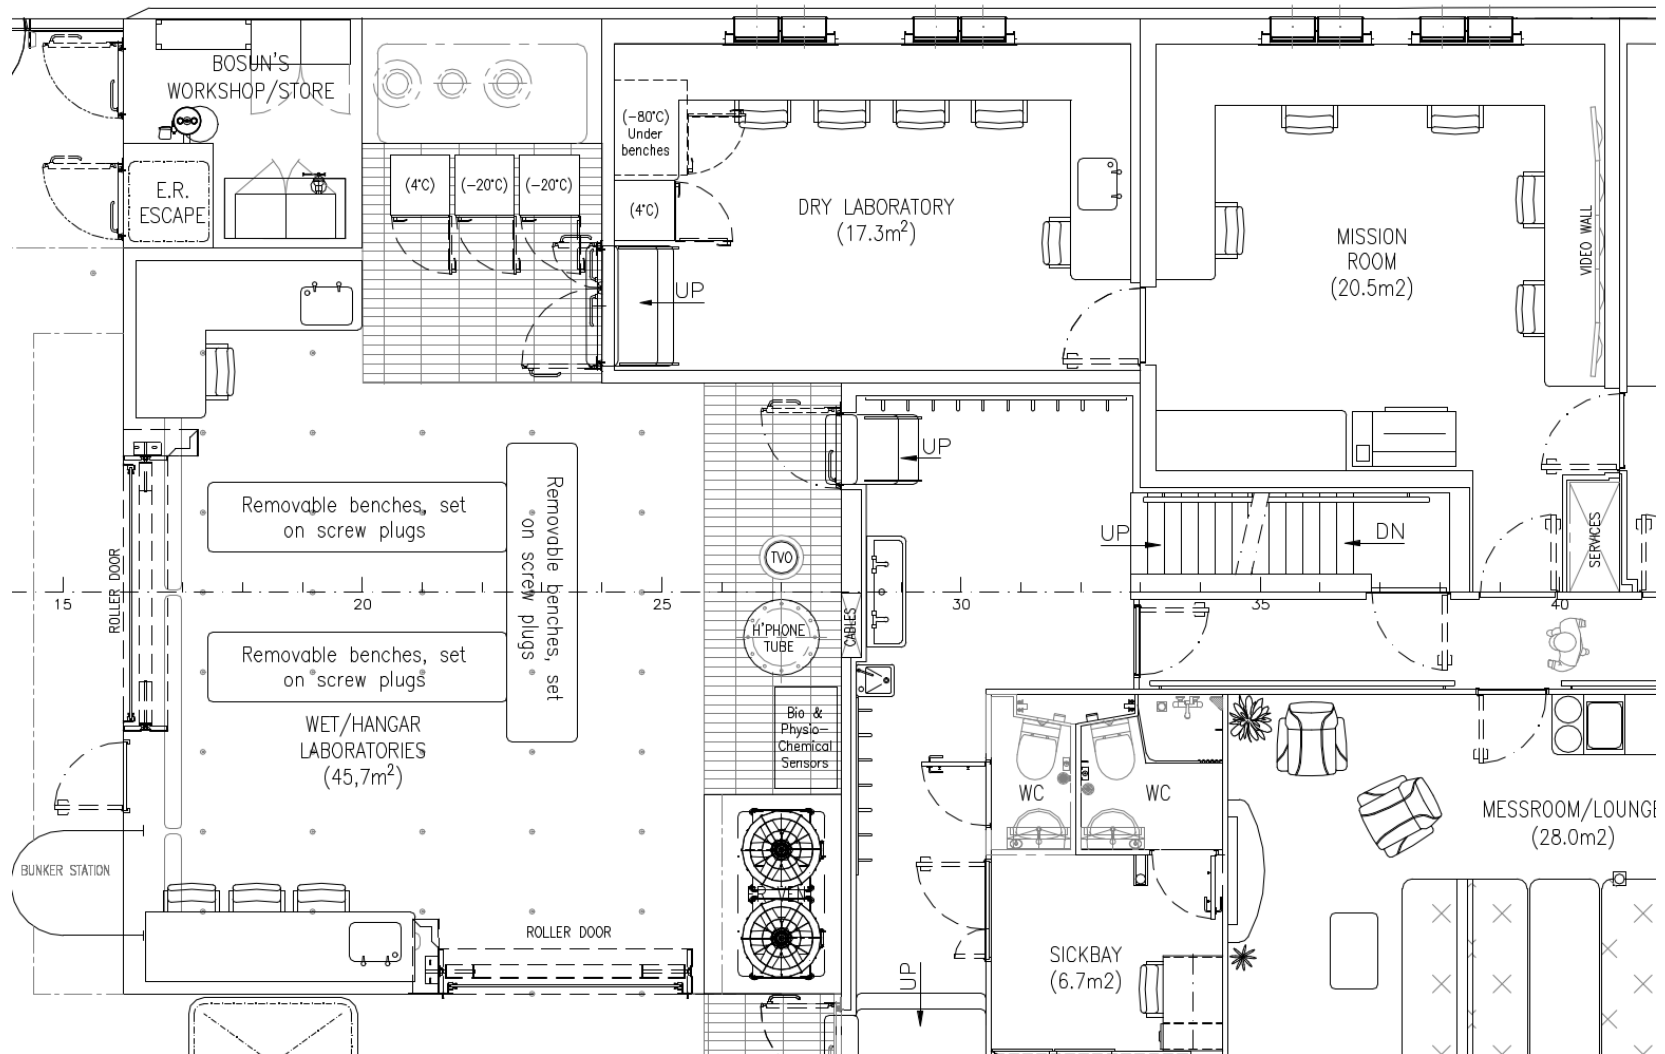 BOSUN'S
WORKSHOP/STORE
E.R.
ESCAPE
(4°C)
(-20°C)
(-20°C)
(-80°C)
Under
benches
(4°C)
DRY LABORATORY
(17.3m²)
UP
MISSION
ROOM
(20.5m2)
VIDEO WALL
UP
Removable benches, set
on screw plugs
Removable benches, set
on screw plugs
ROLLER DOOR
TVO
UP
DN
SERVICES
15
20
25
30
35
40
H'PHONE
TUBE
CABLES
Removable benches, set
on screw plugs
WET/HANGAR
LABORATORIES
(45,7m²)
Bio &
Physio-
Chemical
Sensors
WC
WC
MESSROOM/LOUNGE
(28.0m2)
BUNKER STATION
ROLLER DOOR
SICKBAY
(6.7m2)
UP